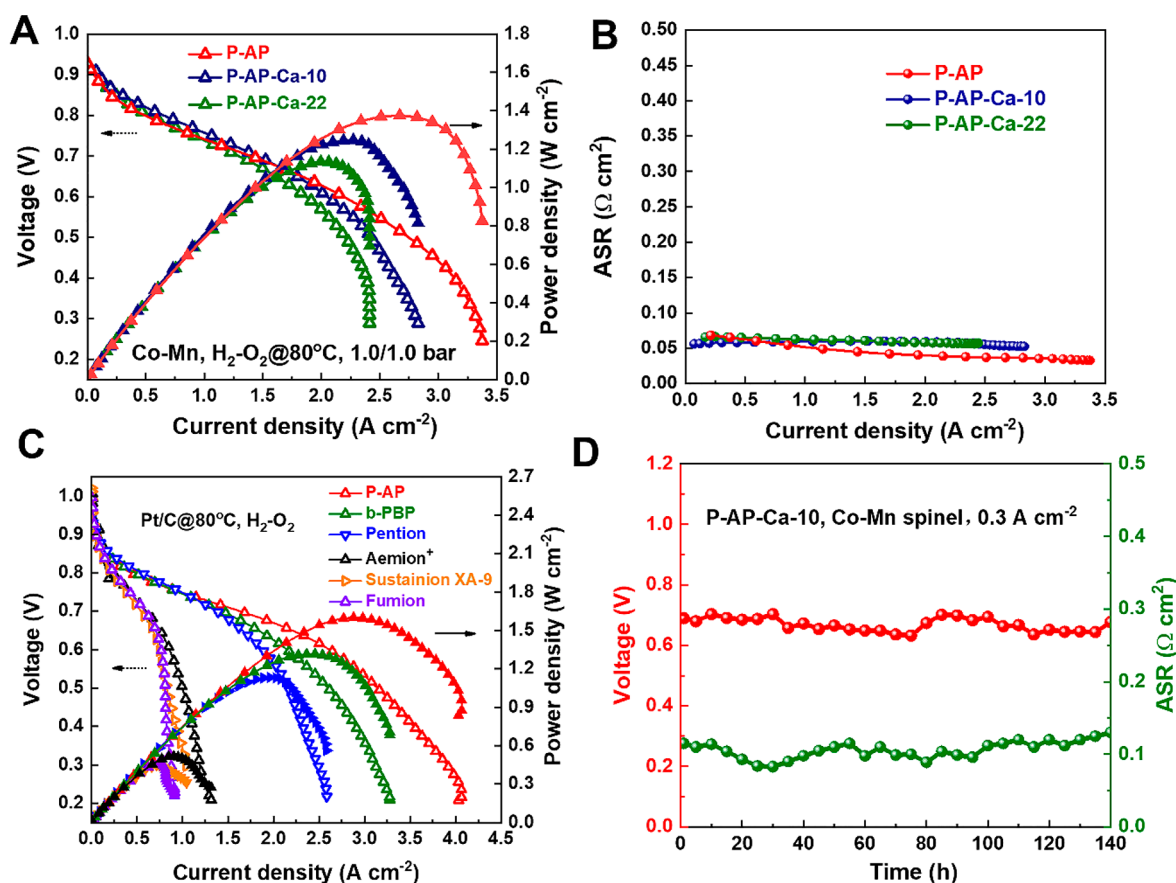 A
P-AP
P-AP-Ca-10
P-AP-Ca-22
Co-Mn, H₂-O₂@80°C, 1.0/1.0 bar
Voltage (V)
1.0
0.9
0.8
0.7
0.6
0.5
0.4
0.3
0.2
0.0 0.5 1.0 1.5 2.0 2.5 3.0 3.5
Current density (A cm⁻²)
1.8
1.6
1.4
1.2
1.0
0.8
0.6
0.4
0.2
0.0
Power density (W cm⁻²)
B
P-AP
P-AP-Ca-10
P-AP-Ca-22
ASR (Ω cm²)
0.50
0.45
0.40
0.35
0.30
0.25
0.20
0.15
0.10
0.05
0.00
0.0 0.5 1.0 1.5 2.0 2.5 3.0 3.5
Current density (A cm⁻²)
C
Pt/C@80°C, H₂-O₂
P-AP
b-PBP
Pention
Aemion⁺
Sustainion XA-9
Fumion
Voltage (V)
1.0
0.9
0.8
0.7
0.6
0.5
0.4
0.3
0.2
0.0 0.5 1.0 1.5 2.0 2.5 3.0 3.5 4.0 4.5
Current density (A cm⁻²)
2.7
2.4
2.1
1.8
1.5
1.2
0.9
0.6
0.3
0.0
Power density (W cm⁻²)
D
P-AP-Ca-10, Co-Mn spinel, 0.3 A cm⁻²
Voltage (V)
1.2
1.0
0.8
0.6
0.4
0.2
0.0
0 20 40 60 80 100 120 140
Time (h)
0.5
0.4
0.3
0.2
0.1
0.0
ASR (Ω cm²)